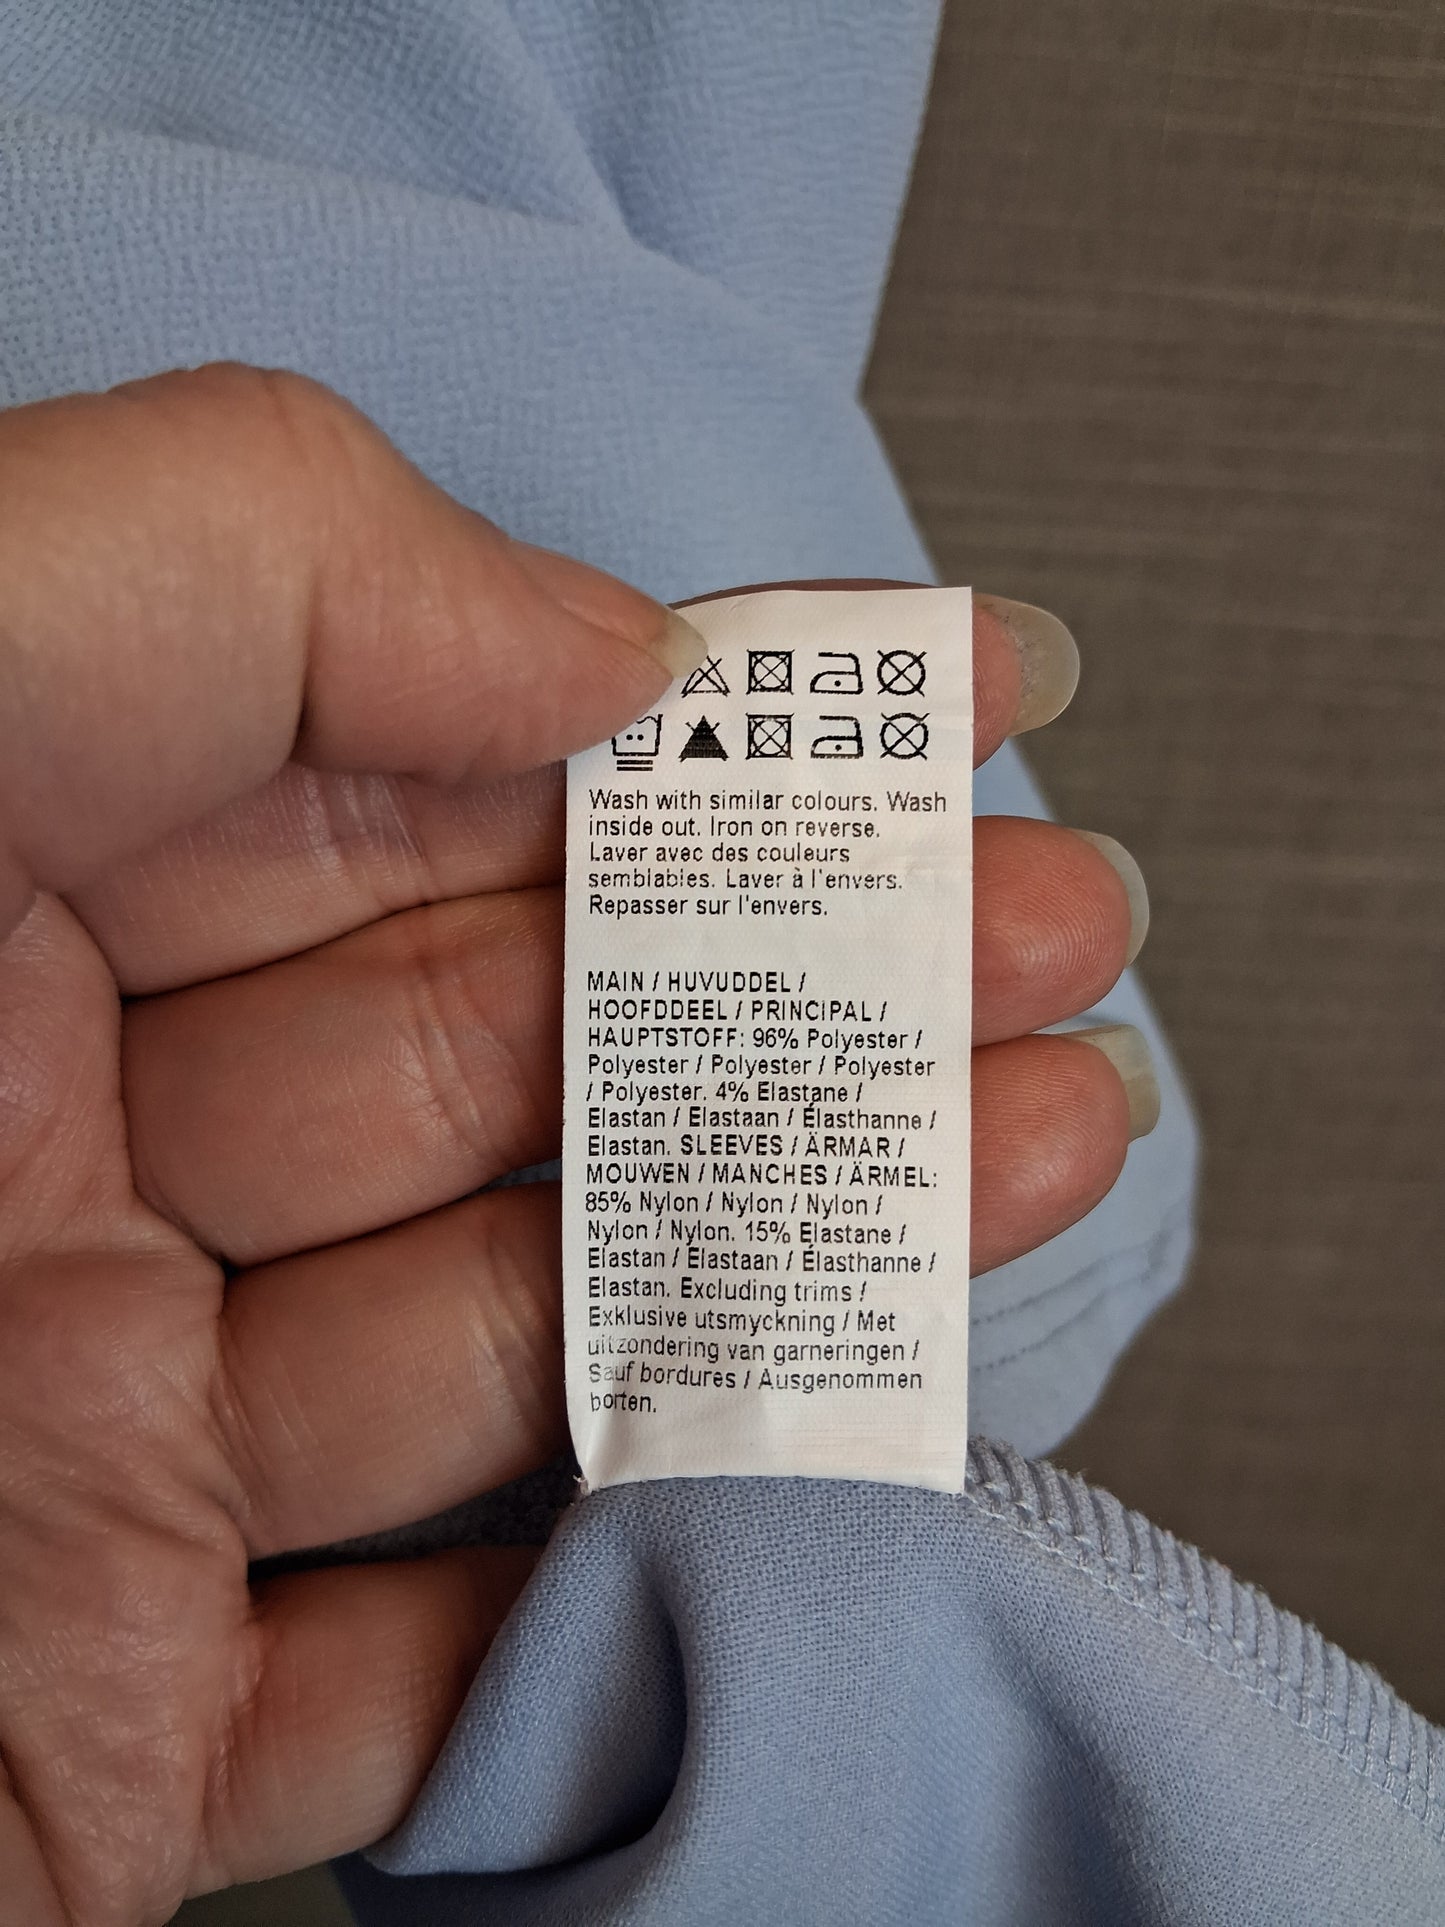 Wash with similar colours. Wash
inside out. Iron on reverse.
Laver avec des couleurs
semblables. Laver à l'envers.
Repasser sur l'envers.
MAIN / HUVUDDEL /
HOOFDDEEL / PRINCIPAL /
HAUPTSTOFF: 96% Polyester /
Polyester / Polyester / Polyester
/ Polyester. 4% Elastane /
Elastan / Elastaan / Élasthanne /
Elastan. SLEEVES / ÄRMAR /
MOUWEN / MANCHES / ÄRMEL:
85% Nylon / Nylon / Nylon /
Nylon / Nylon. 15% Elastane /
Elastan / Elastaan / Élasthanne /
Elastan. Excluding trims /
Exklusive utsmyckning / Met
uitzondering van garneringen /
Sauf bordures / Ausgenommen
borten.